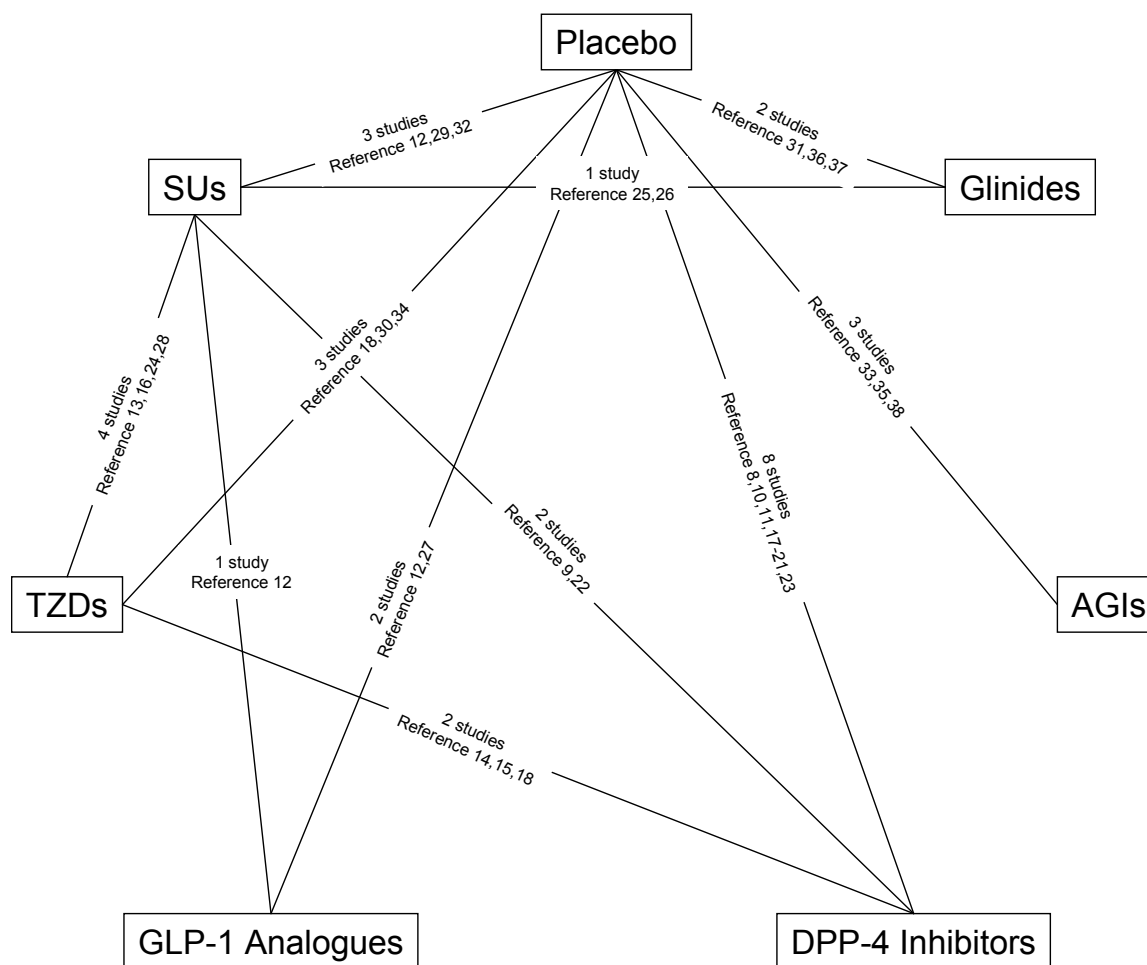 Placebo
3 studies
Reference 12,29,32
2 studies
Reference 31,36,37
SUs
1 study
Reference 25,26
Glinides
3 studies
Reference 18,30,34
3 studies
Reference 33,35,38
4 studies
Reference 13,16,24,28
8 studies
Reference 8,10,11,17-21,23
1 study
Reference 12
2 studies
Reference 12,27
2 studies
Reference 9,22
TZDs
AGIs
2 studies
Reference 14,15,18
GLP-1 Analogues
DPP-4 Inhibitors